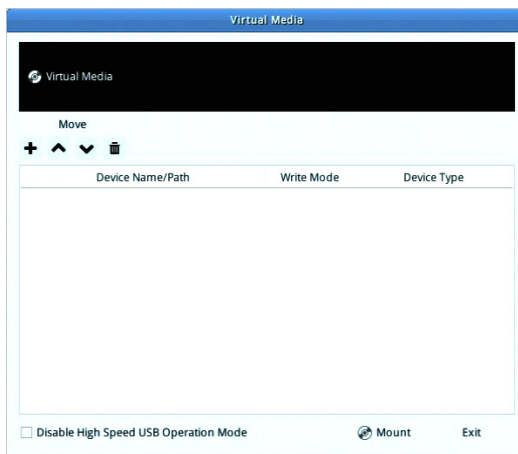 Virtual Media
Virtual Media
Move
Device Name/Path Write Mode Device Type
Disable High Speed USB Operation Mode Mount Exit